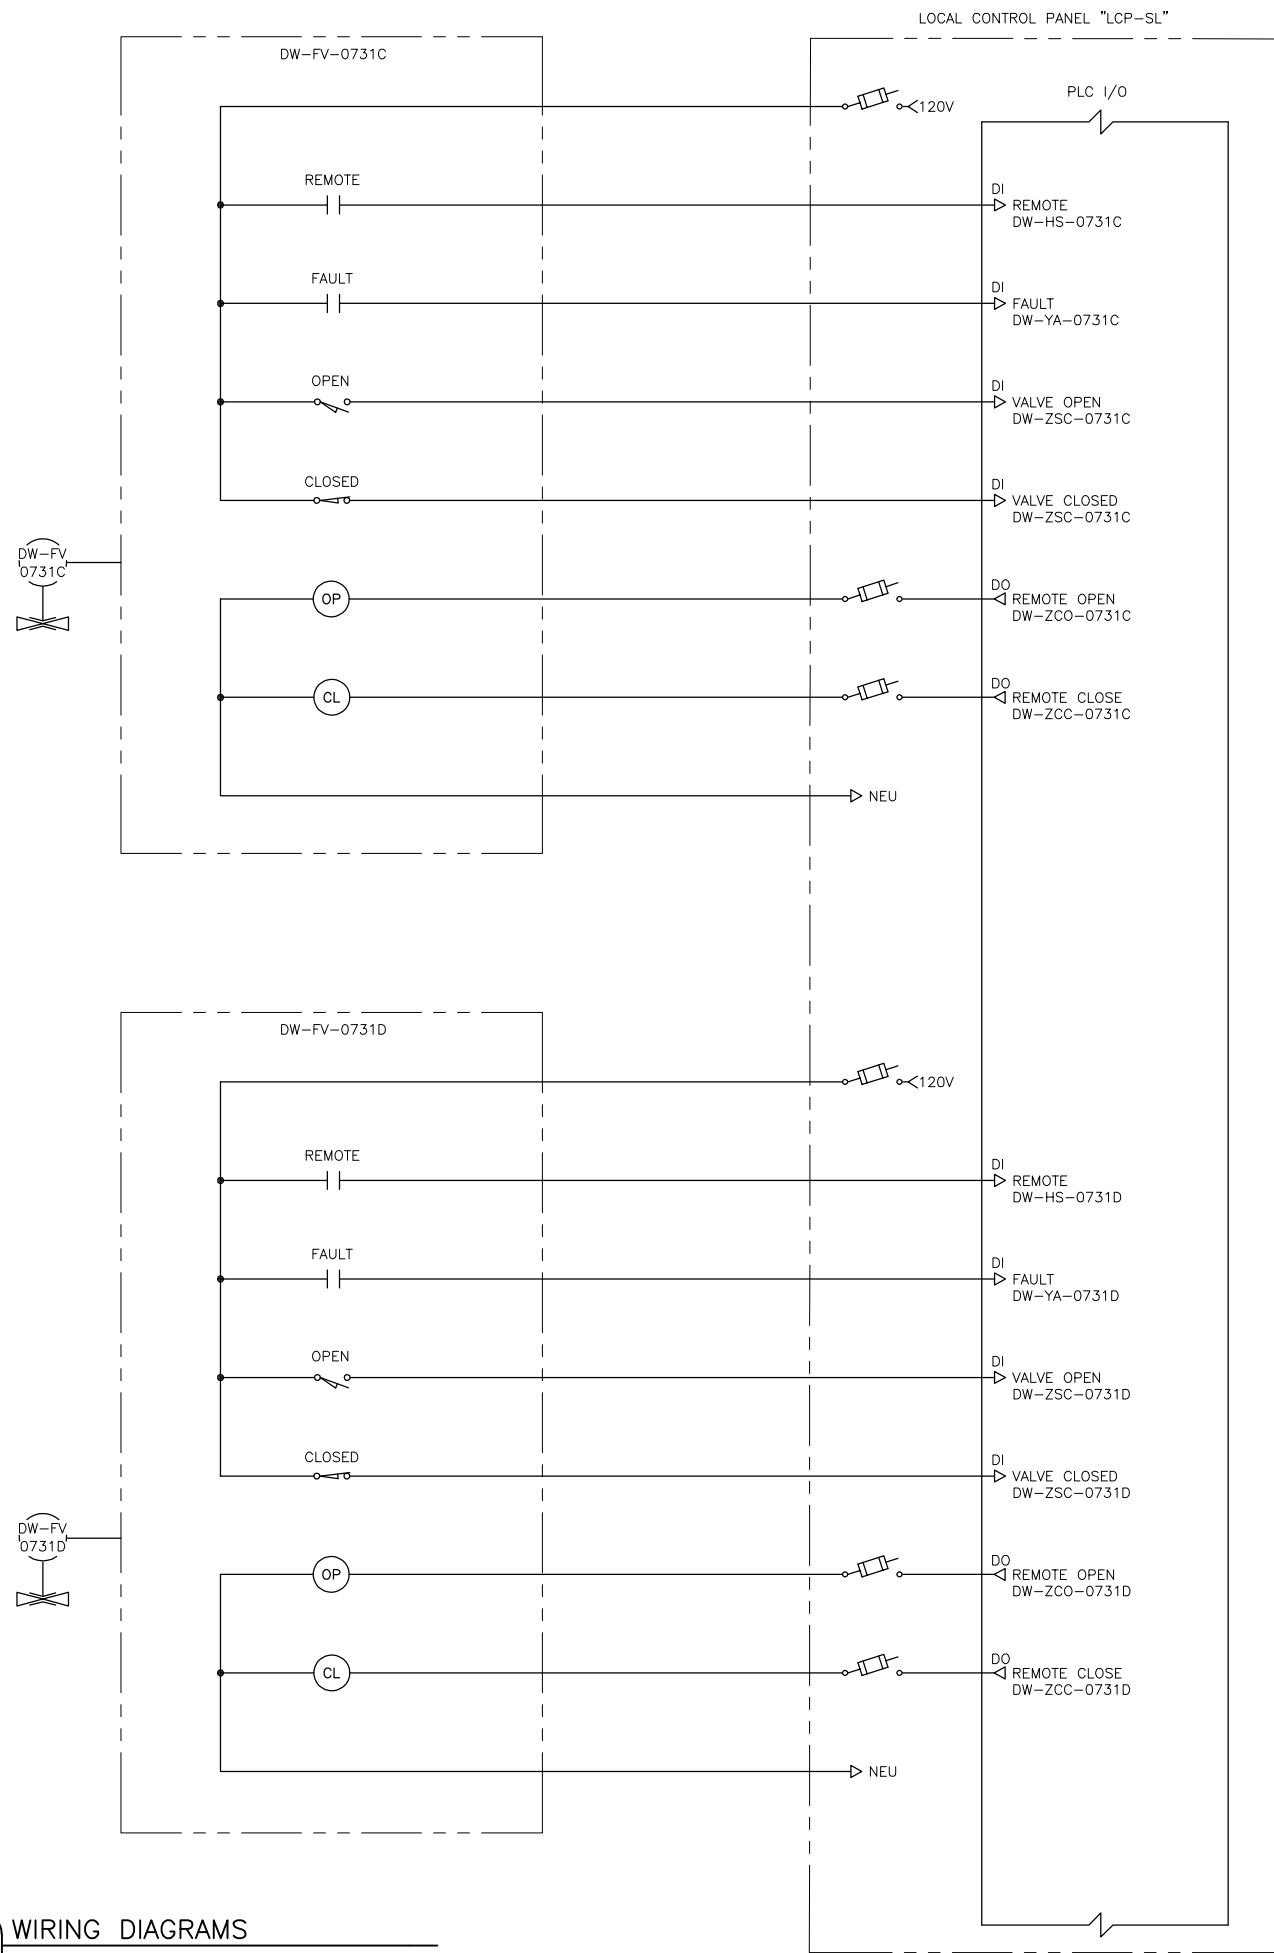 LOCAL CONTROL PANEL "LCP-SL"
DW-FV-0731C
PLC I/O
120V
REMOTE
DI
REMOTE
DW-HS-0731C
FAULT
DI
FAULT
DW-YA-0731C
OPEN
DI
VALVE OPEN
DW-ZSC-0731C
CLOSED
DI
VALVE CLOSED
DW-ZSC-0731C
DW-FV
0731C
OP
DO
REMOTE OPEN
DW-ZCO-0731C
CL
DO
REMOTE CLOSE
DW-ZCC-0731C
NEU
DW-FV-0731D
120V
REMOTE
DI
REMOTE
DW-HS-0731D
FAULT
DI
FAULT
DW-YA-0731D
OPEN
DI
VALVE OPEN
DW-ZSC-0731D
CLOSED
DI
VALVE CLOSED
DW-ZSC-0731D
DW-FV
0731D
OP
DO
REMOTE OPEN
DW-ZCO-0731D
CL
DO
REMOTE CLOSE
DW-ZCC-0731D
NEU
WIRING DIAGRAMS